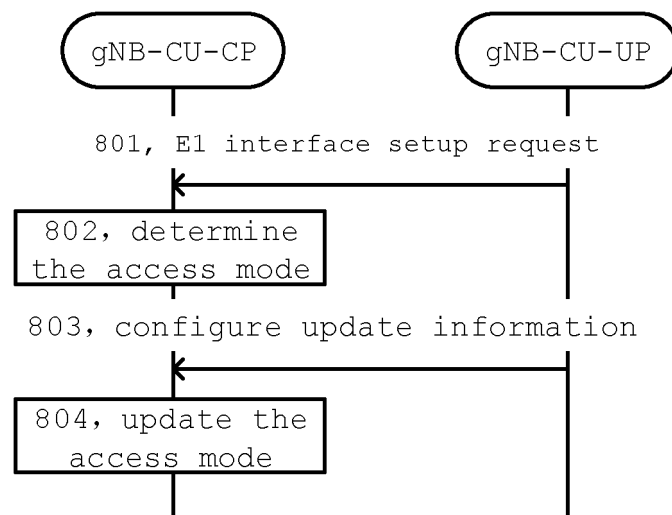 gNB-CU-CP
gNB-CU-UP
801, E1 interface setup request
802, determine
the access mode
803, configure update information
804, update the
access mode